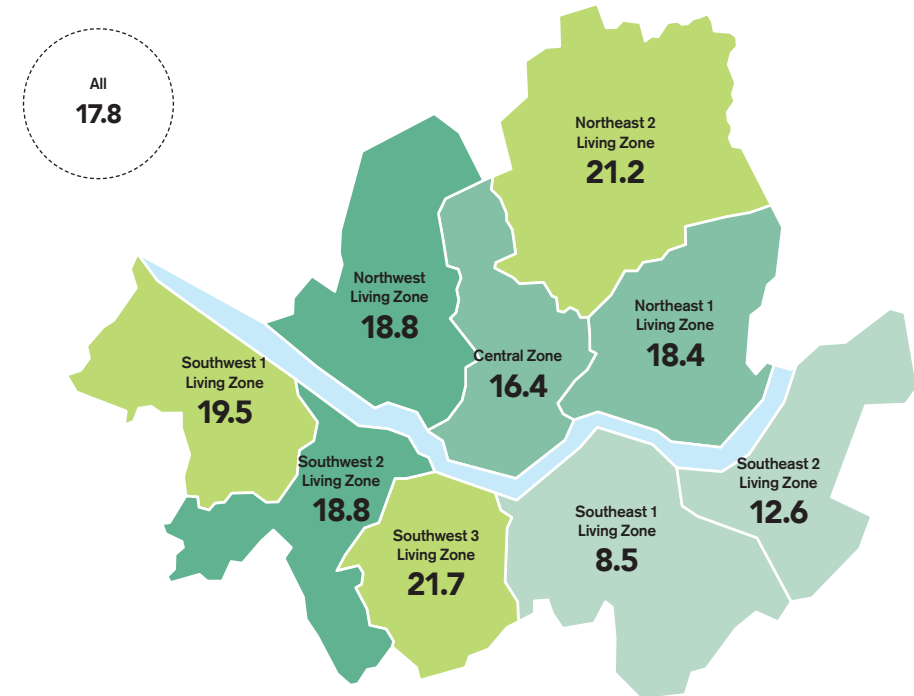 All
17.8
Northeast 2
Living Zone
21.2
Northwest
Living Zone
18.8
Northeast 1
Living Zone
18.4
Central Zone
16.4
Southwest 1
Living Zone
19.5
Southwest 2
Living Zone
18.8
Southeast 2
Living Zone
12.6
Southeast 1
Living Zone
8.5
Southwest 3
Living Zone
21.7